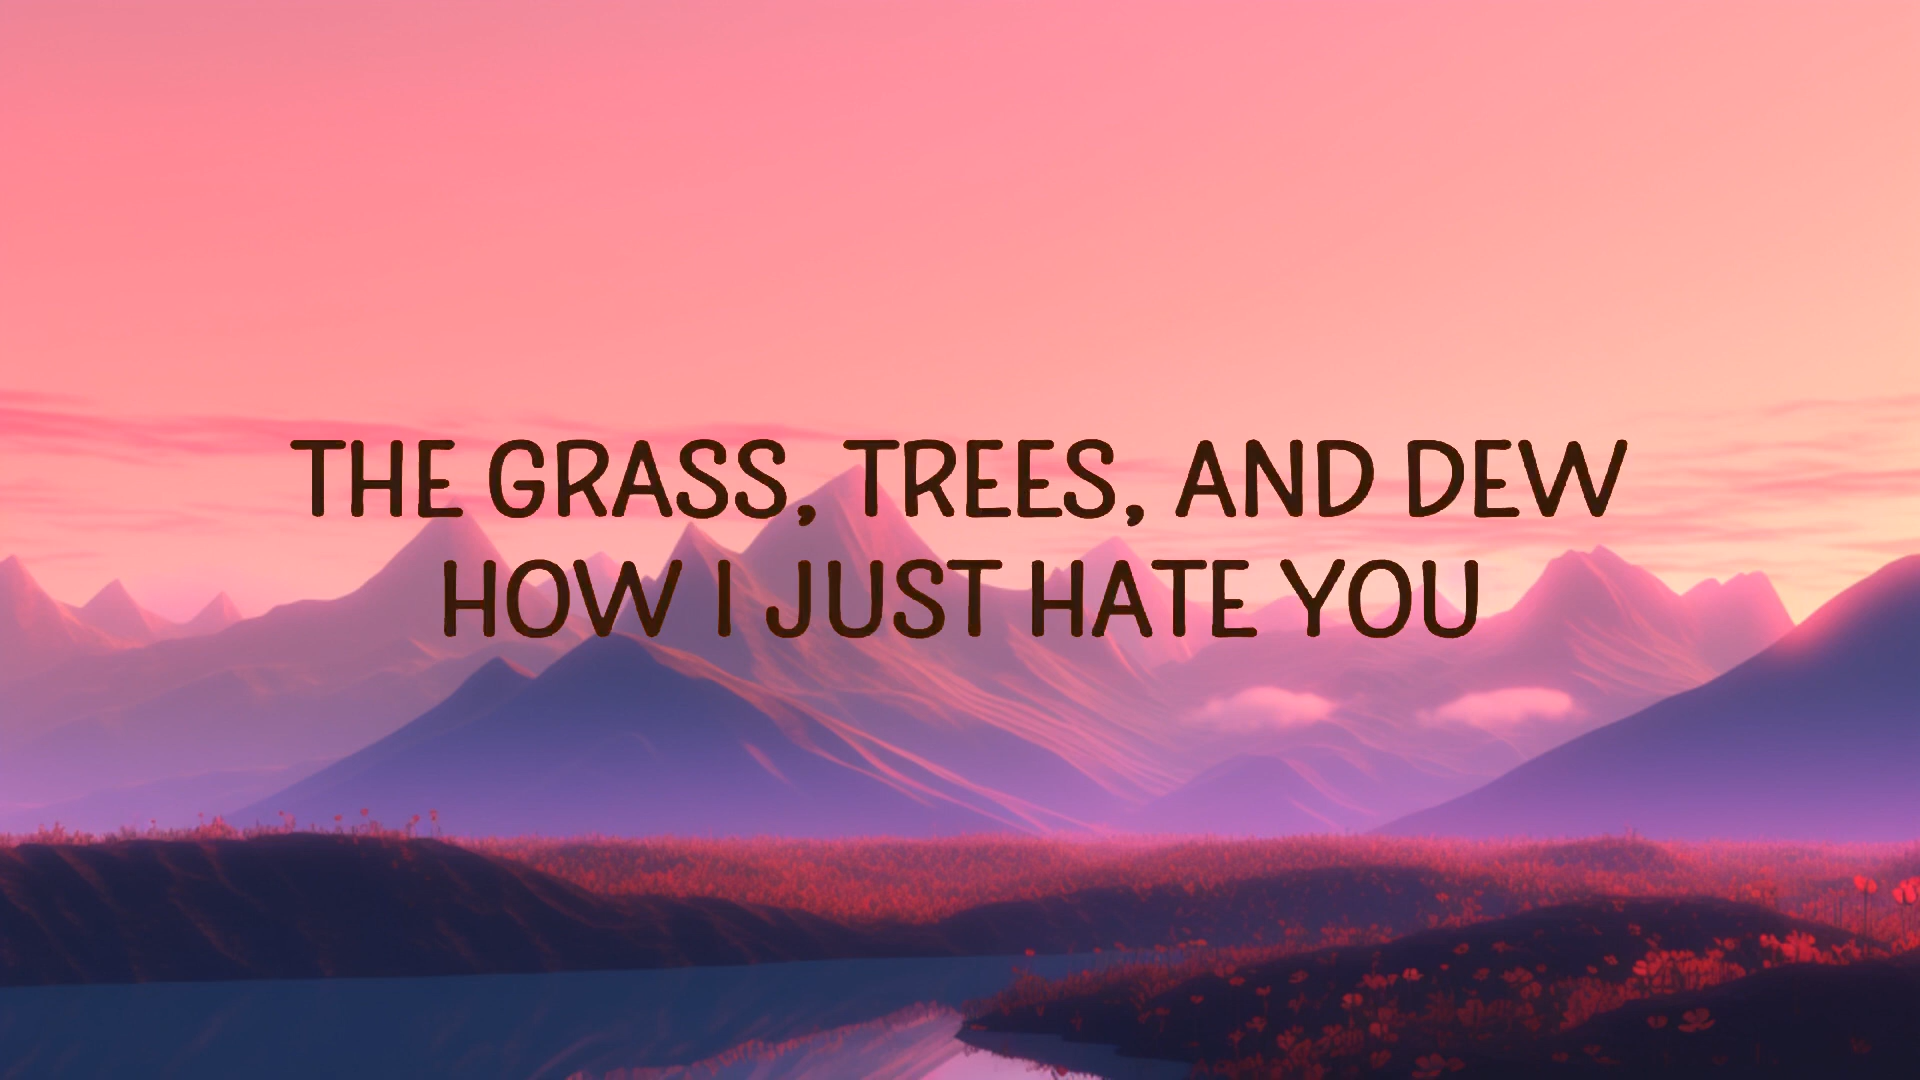 THE GRASS, TREES, AND DEW
HOW I JUST HATE YOU